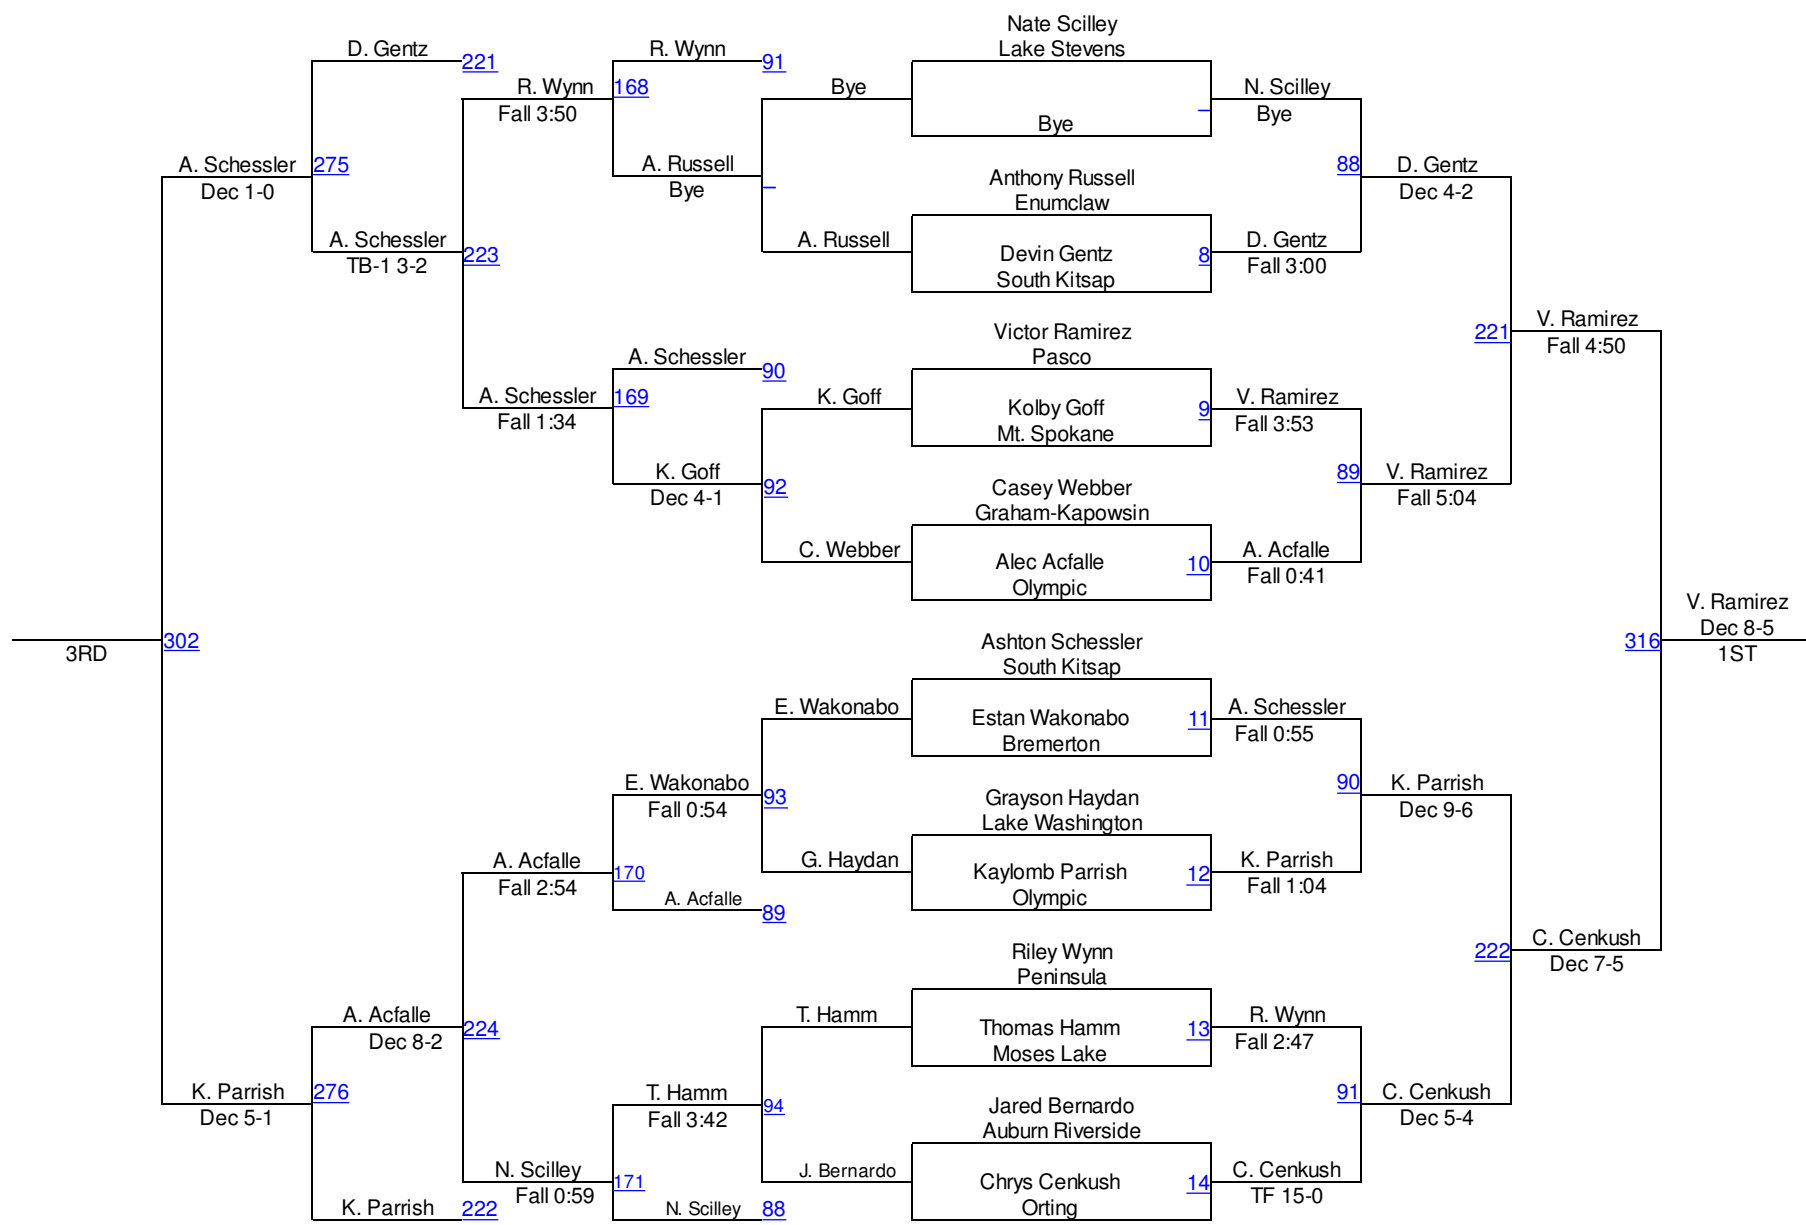 Nate Scilley
Lake Stevens
D. Gentz
221
R. Wynn
91
R. Wynn
168
Fall 3:50
Bye
N. Scilley
Bye
Bye
A. Schessler
275
Dec 1-0
A. Russell
Bye
88
D. Gentz
Dec 4-2
Anthony Russell
Enumclaw
A. Schessler
TB-1 3-2
223
A. Russell
Devin Gentz
South Kitsap
8
D. Gentz
Fall 3:00
Victor Ramirez
Pasco
221
V. Ramirez
Fall 4:50
A. Schessler
90
A. Schessler
169
Fall 1:34
K. Goff
Kolby Goff
Mt. Spokane
9
V. Ramirez
Fall 3:53
K. Goff
Dec 4-1
92
89
V. Ramirez
Fall 5:04
Casey Webber
Graham-Kapowsin
C. Webber
Alec Acfalle
Olympic
10
A. Acfalle
Fall 0:41
3RD
302
Ashton Schessler
South Kitsap
316
V. Ramirez
Dec 8-5
1ST
E. Wakonabo
Estan Wakonabo
Bremerton
11
A. Schessler
Fall 0:55
E. Wakonabo
Fall 0:54
93
90
K. Parrish
Dec 9-6
Grayson Haydan
Lake Washington
A. Acfalle
Fall 2:54
170
G. Haydan
Kaylomb Parrish
Olympic
12
K. Parrish
Fall 1:04
A. Acfalle
89
Riley Wynn
Peninsula
222
C. Cenkush
Dec 7-5
A. Acfalle
Dec 8-2
224
T. Hamm
Thomas Hamm
Moses Lake
13
R. Wynn
Fall 2:47
K. Parrish
Dec 5-1
276
T. Hamm
Fall 3:42
94
91
C. Cenkush
Dec 5-4
Jared Bernardo
Auburn Riverside
N. Scilley
Fall 0:59
171
J. Bernardo
Chrys Cenkush
Orting
14
C. Cenkush
TF 15-0
K. Parrish
222
N. Scilley
88